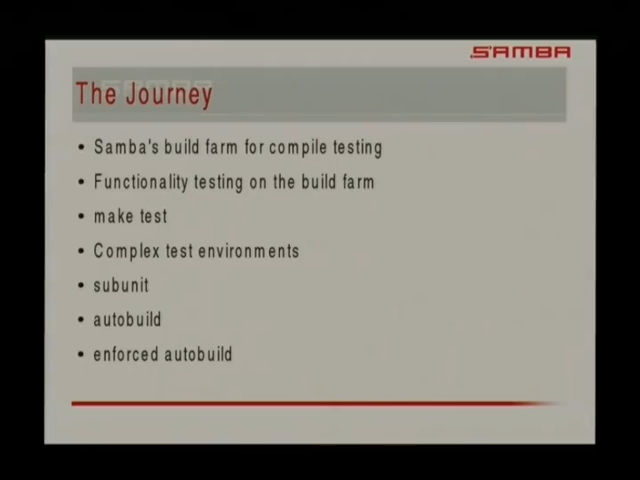 SAMBA
The Journey
• Samba's build farm for compile testing
• Functionality testing on the build farm
• make test
• Complex test environments
• subunit
• autobuild
• enforced autobuild